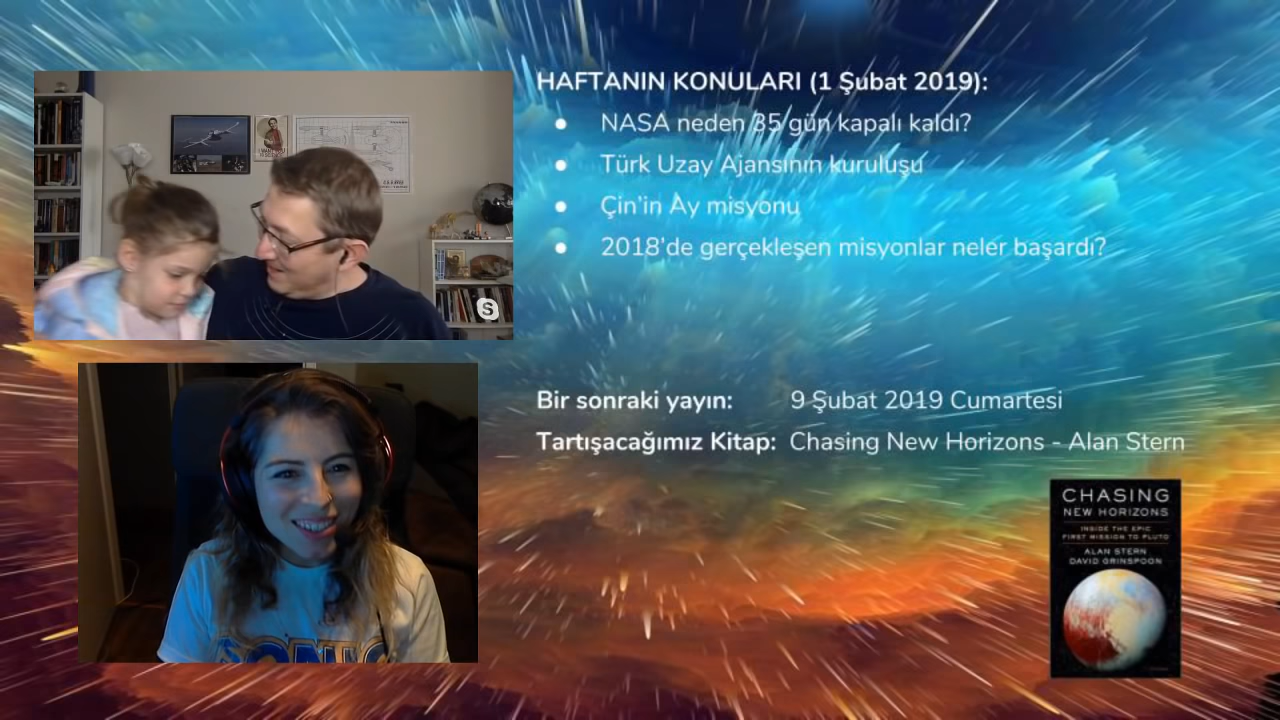 HAFTANIN KONULARI (1 Şubat 2019):
● NASA neden 35 gün kapalı kaldı?
● Türk Uzay Ajansının kuruluşu
● Çin'in Ay misyonu
● 2018'de gerçekleşen misyonlar neler başardı?
Bir sonraki yayın: 9 Şubat 2019 Cumartesi
Tartışacağımız Kitap: Chasing New Horizons - Alan Stern
CHASING
NEW HORIZONS
INSIDE THE EPIC
FIRST MISSION TO PLUTO
ALAN STERN
DAVID GRINSPOON
SONIC